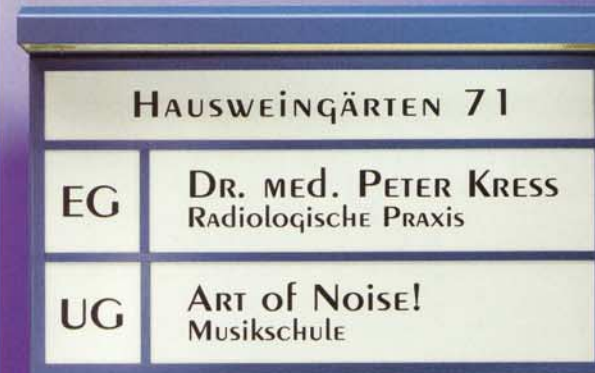 Hausweingärten 71
EG
Dr. med. Peter Kress
Radiologische Praxis
UG
Art of Noise!
Musikschule